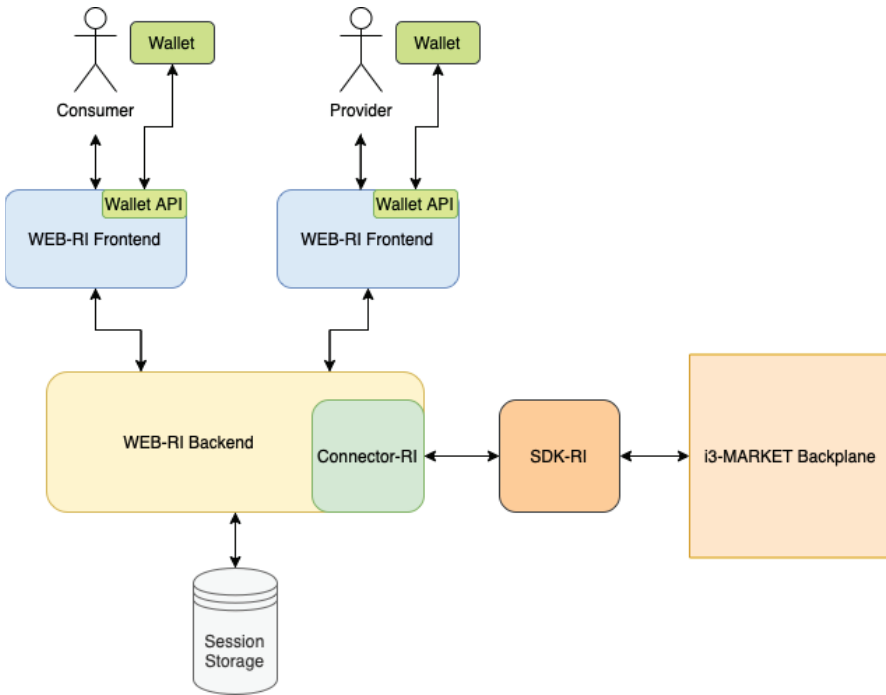 Wallet
Wallet
Consumer
Provider
Wallet API
Wallet API
WEB-RI Frontend
WEB-RI Frontend
WEB-RI Backend
Connector-RI
SDK-RI
i3-MARKET Backplane
Session
Storage